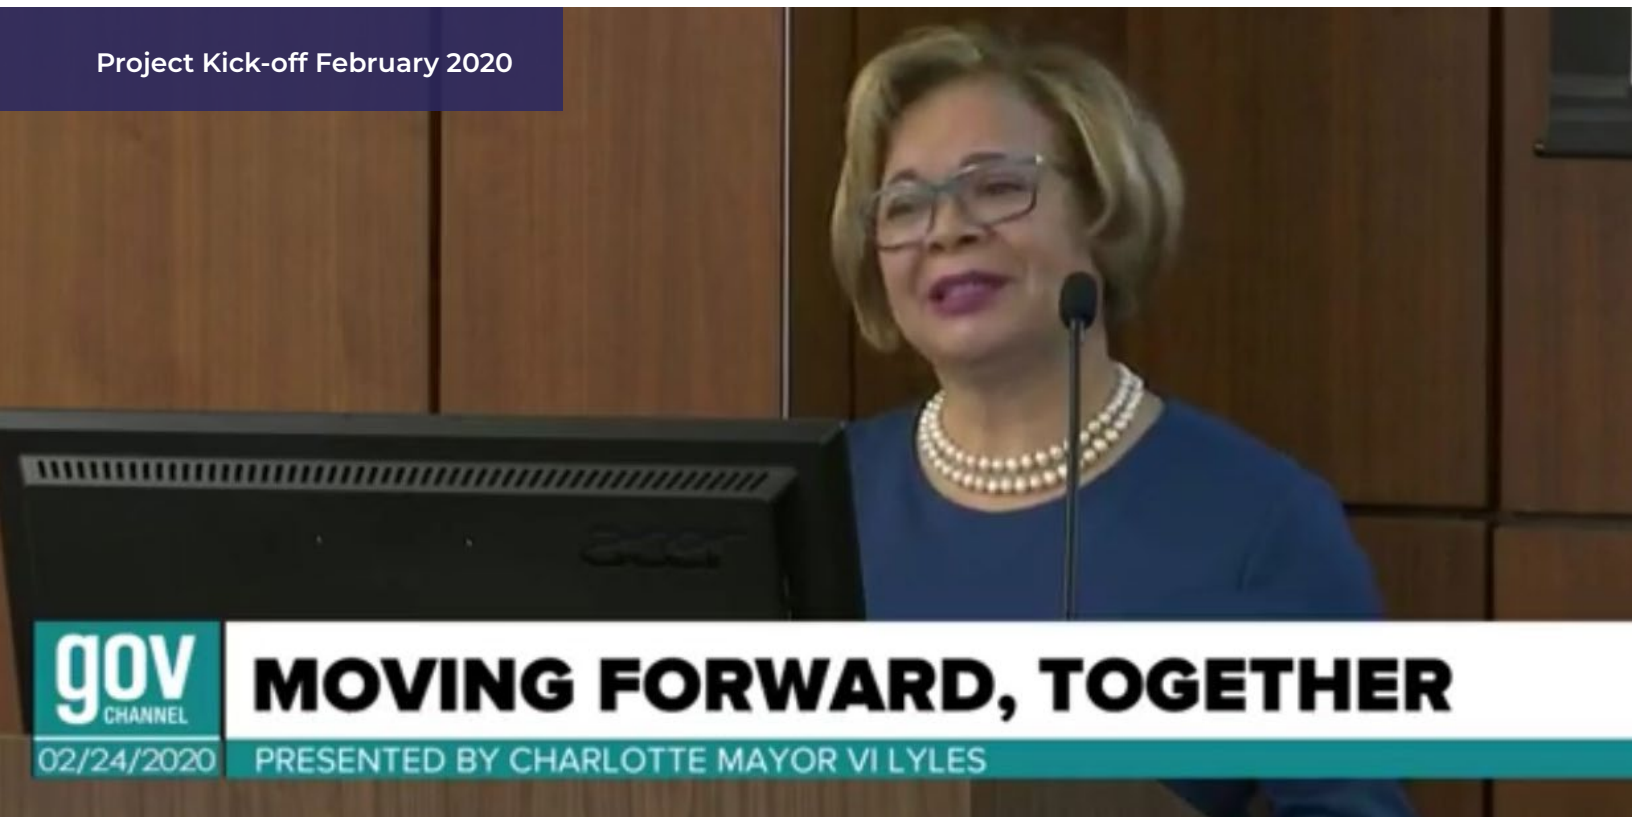 Project Kick-off February 2020
acer
gov
CHANNEL
MOVING FORWARD, TOGETHER
02/24/2020
PRESENTED BY CHARLOTTE MAYOR VI LYLES